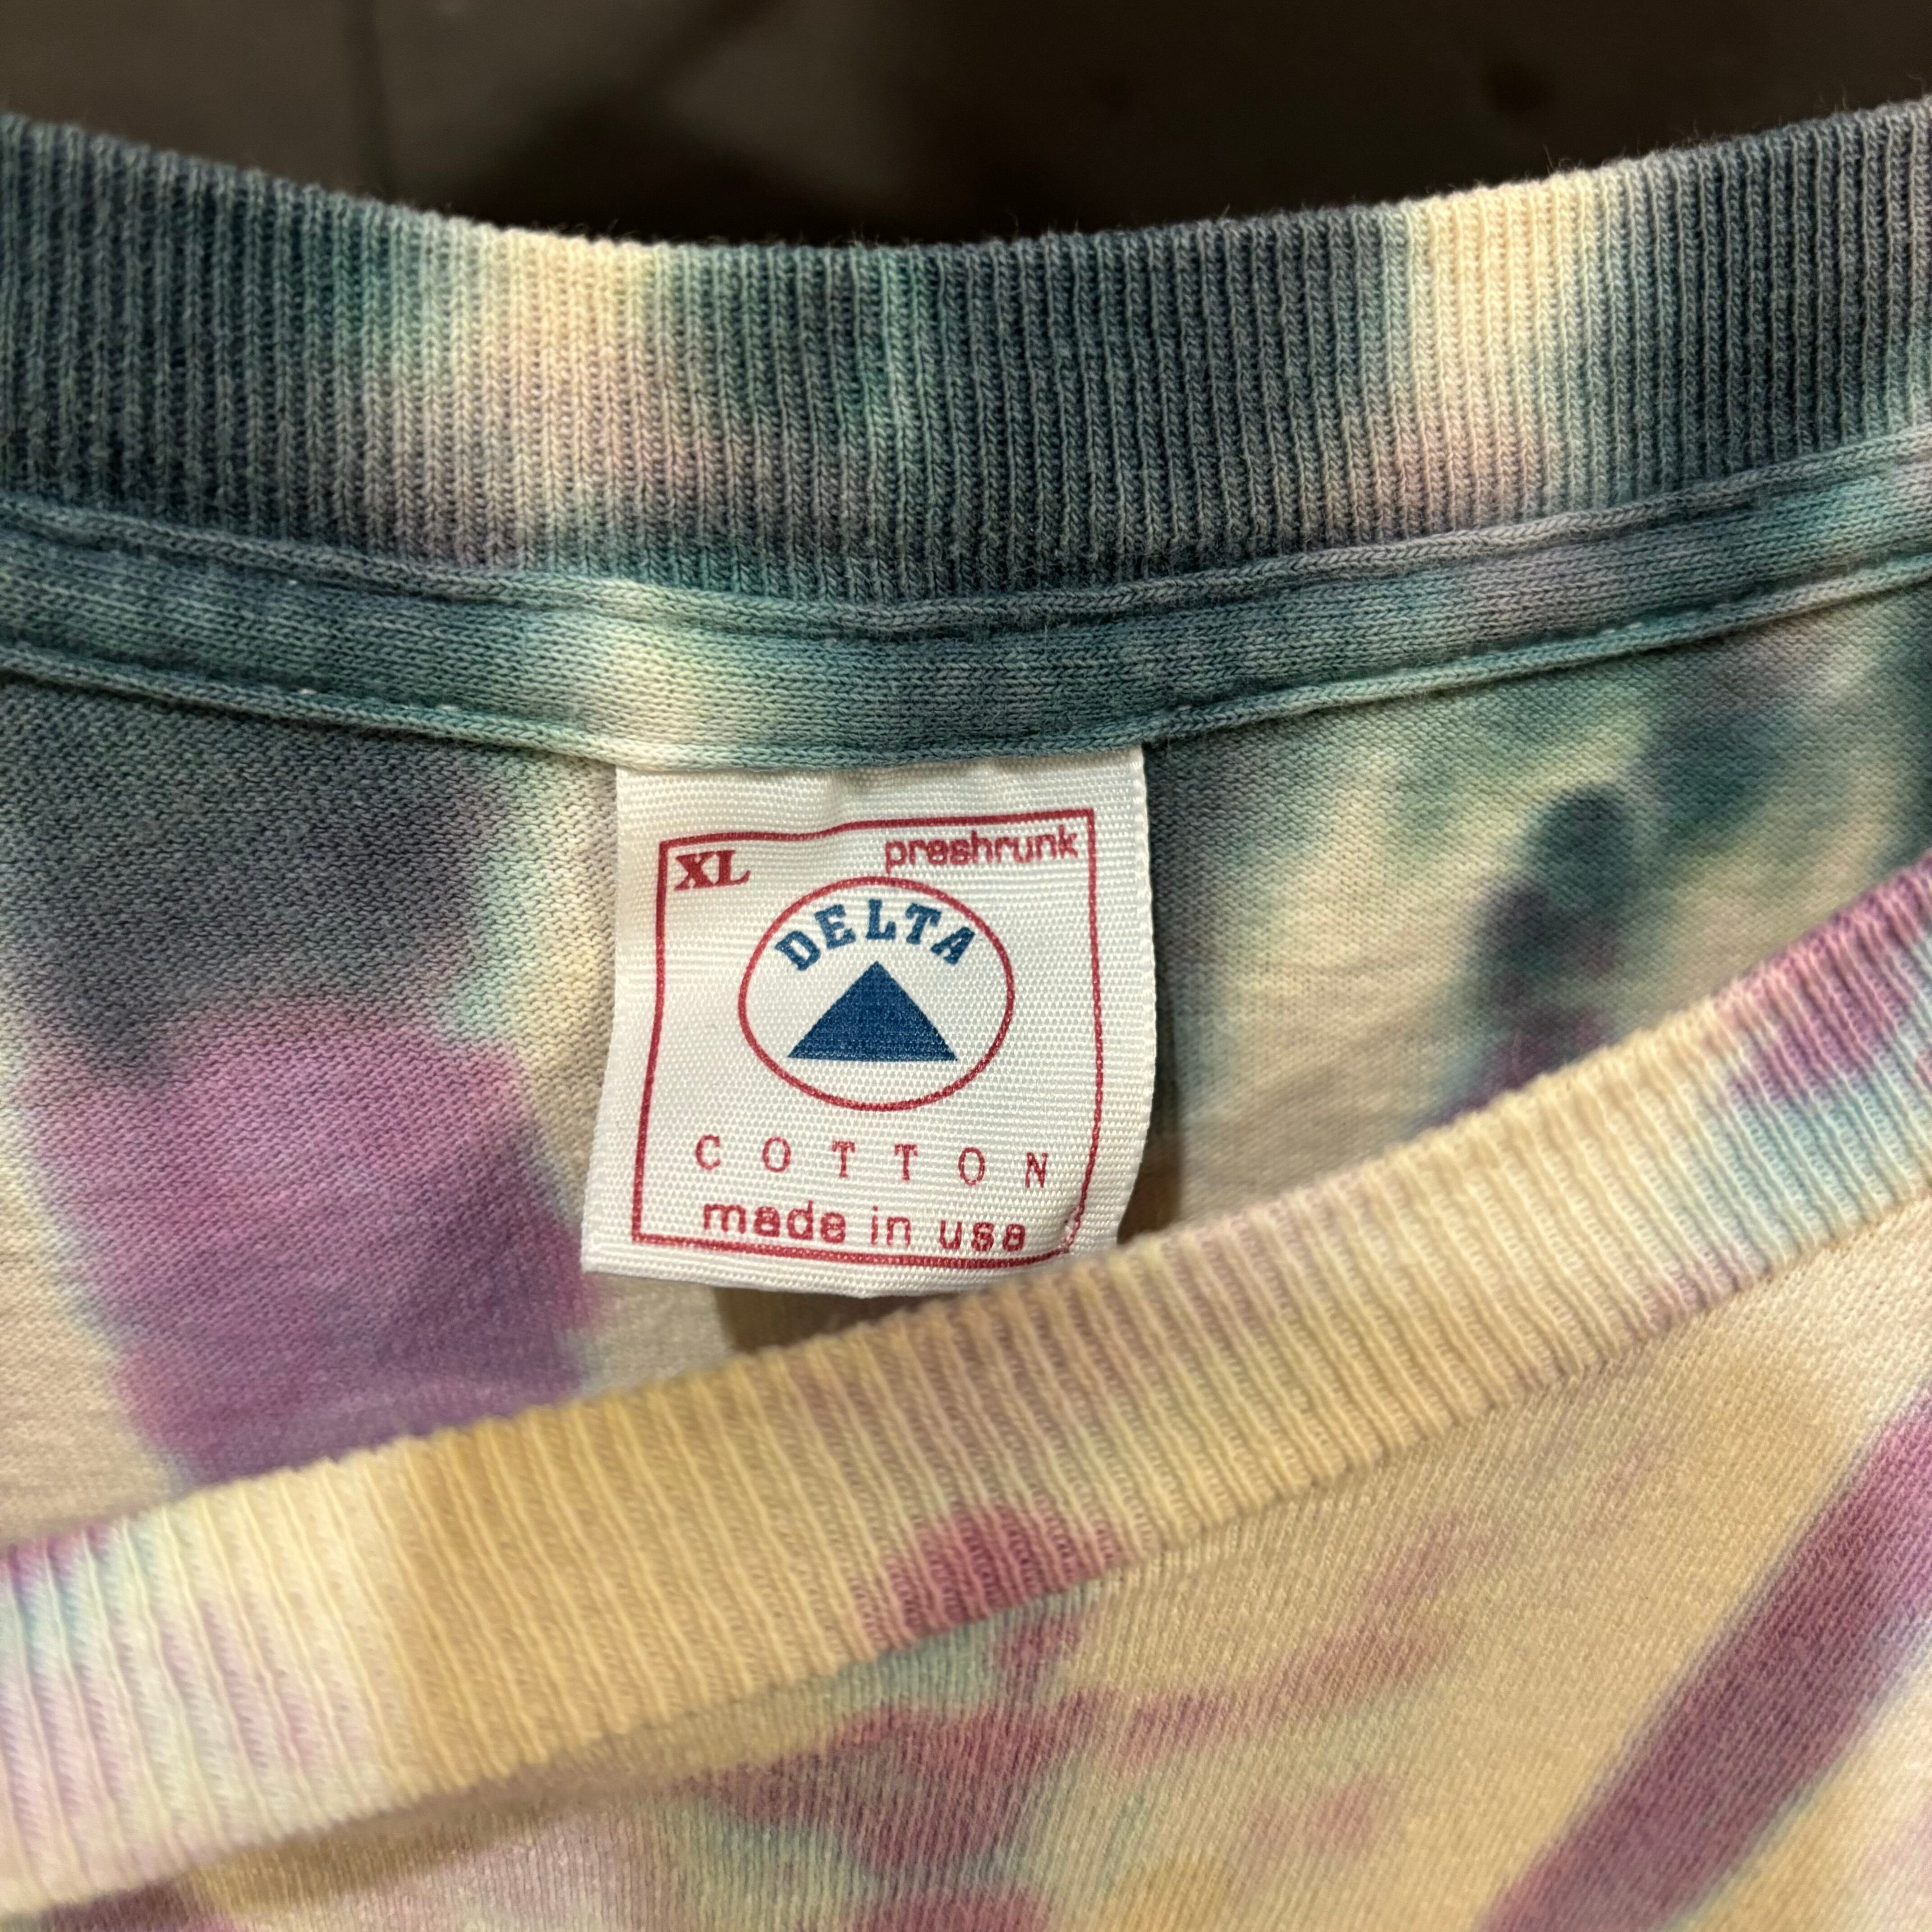 XL preshrunk
DELTA
COTTON
made in usa